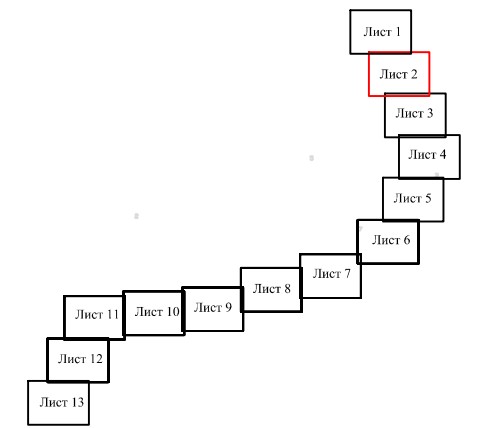 Лист 1
Лист 2
Лист 3
Лист 4
Лист 5
Лист 6
Лист 7
Лист 8
Лист 9
Лист 10
Лист 11
Лист 12
Лист 13